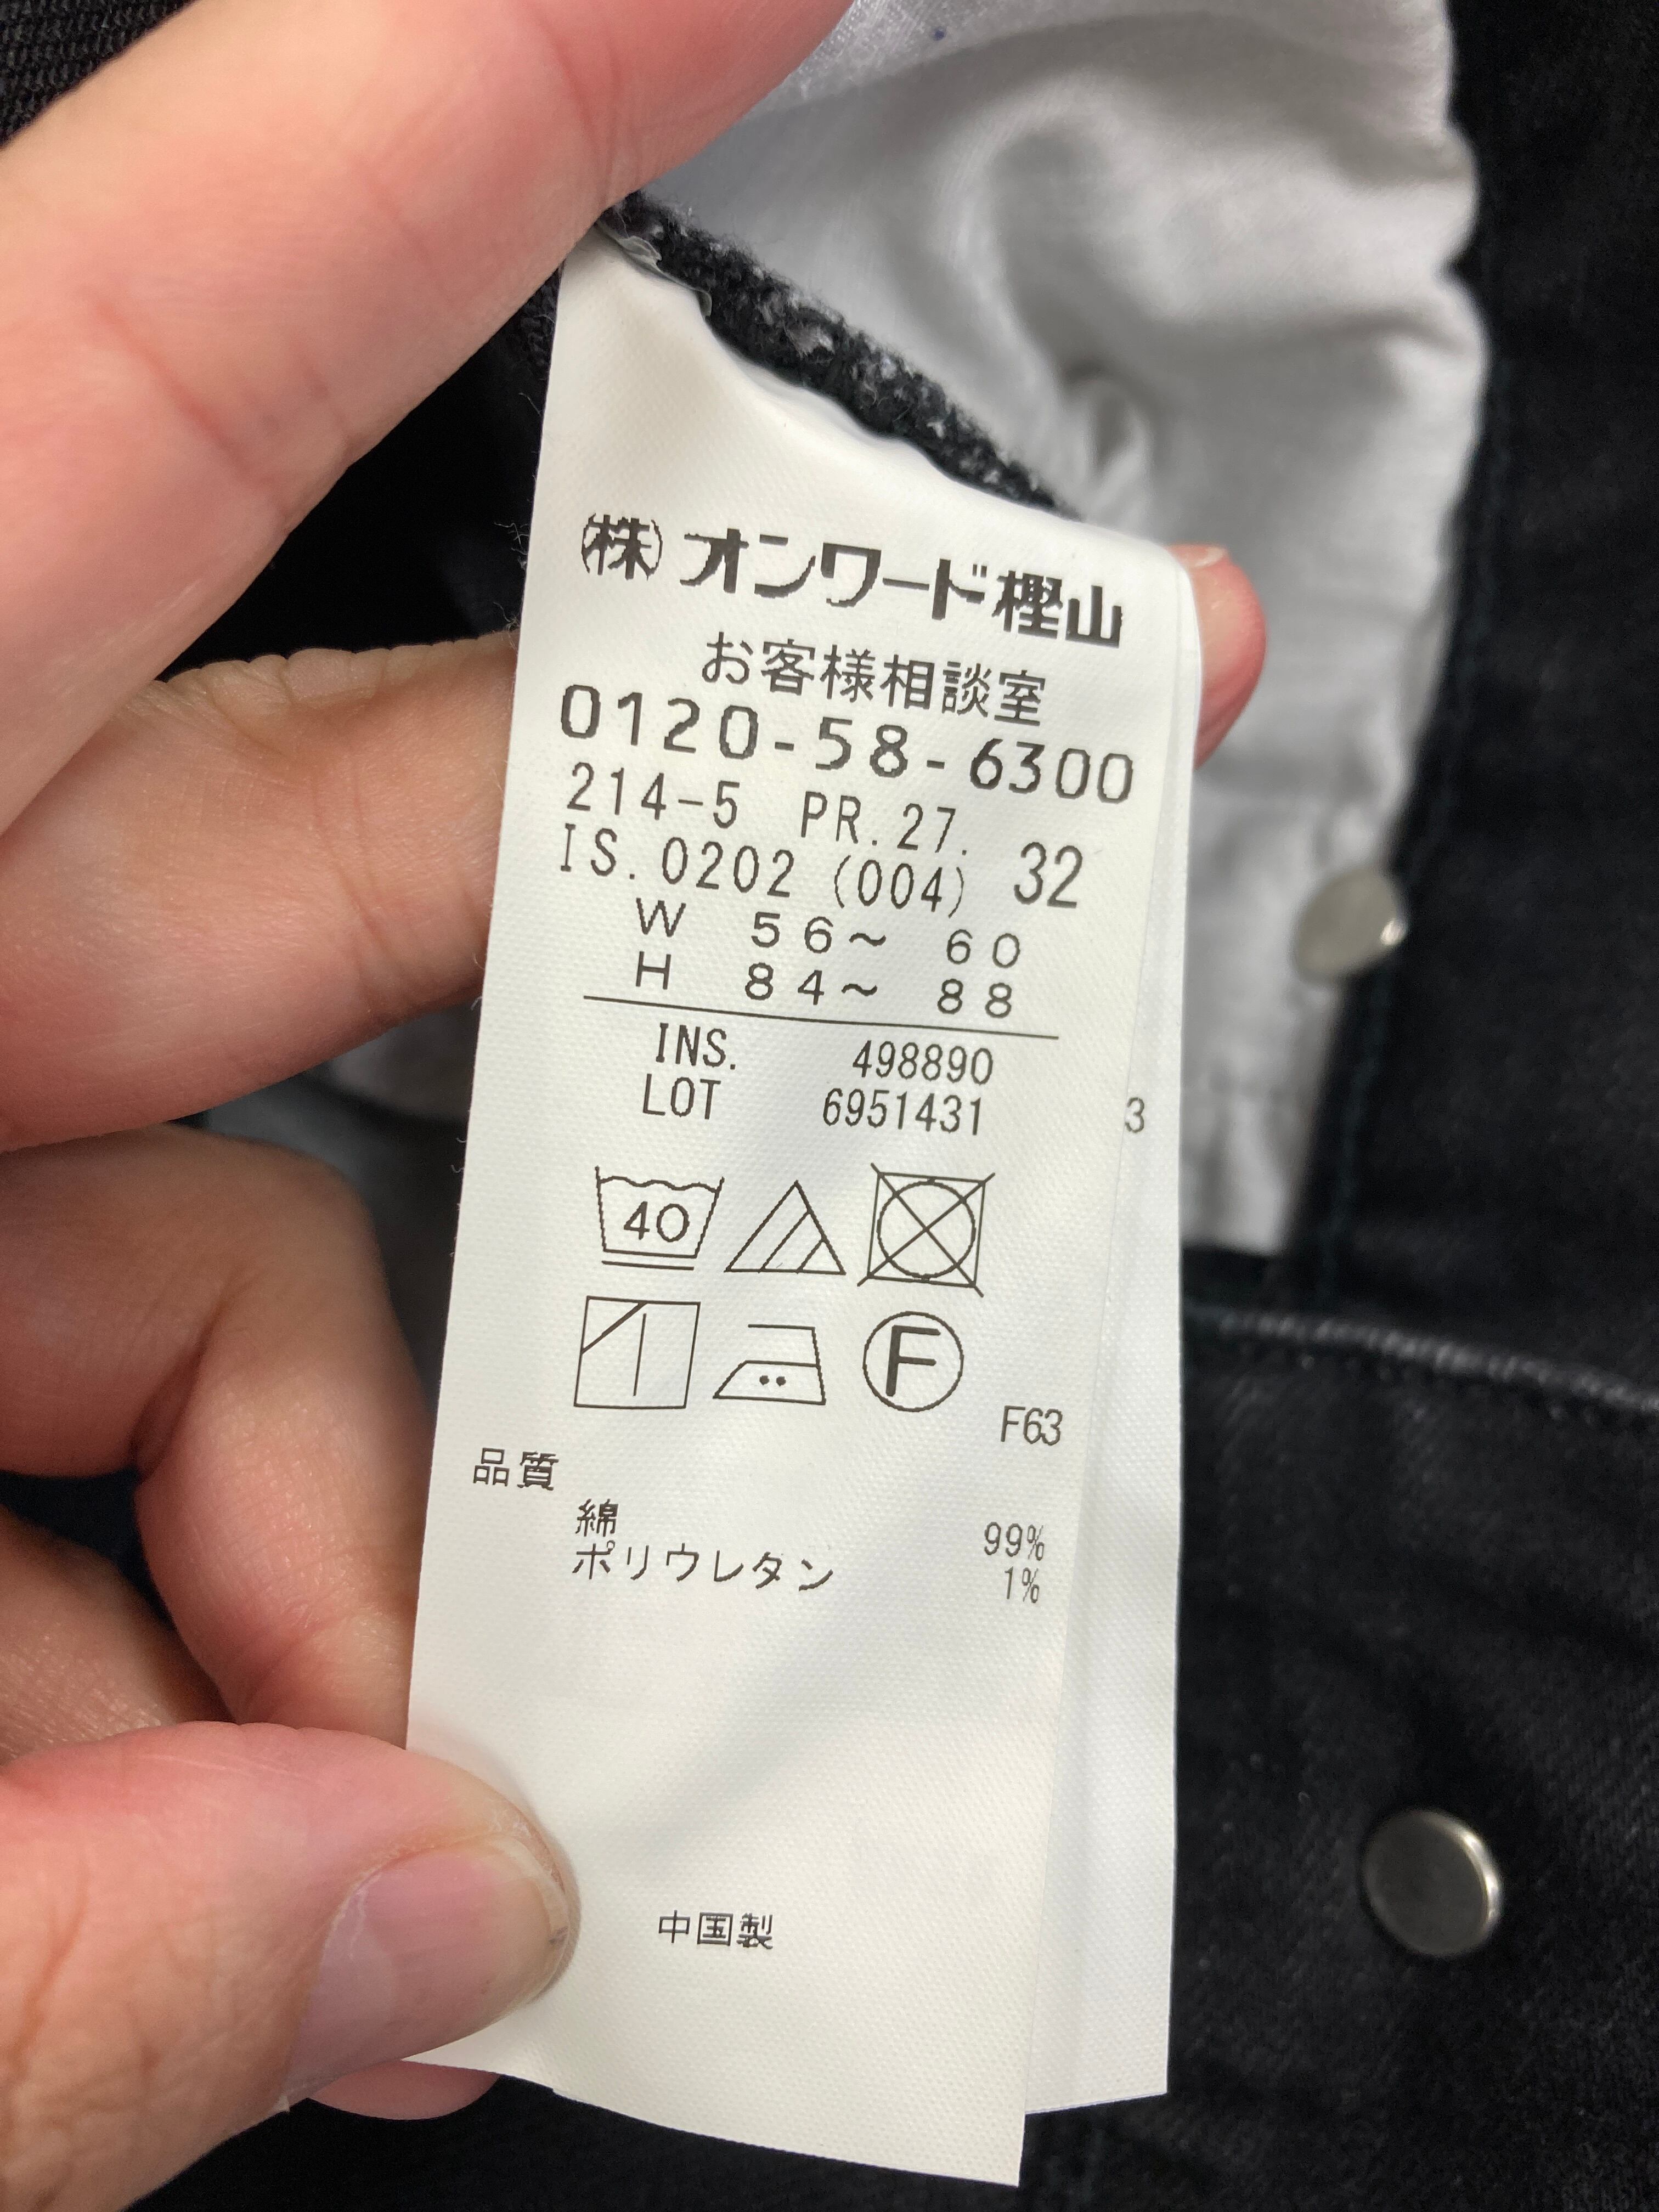 ㈱オンワード樫山
お客様相談室
0120-58-6300
214-5 PR.27.
IS.0202 (004) 32
W 56~ 60
H 84~ 88
INS. 498890
LOT 6951431 3
40
F
F63
品質
綿 99%
ポリウレタン 1%
中国製